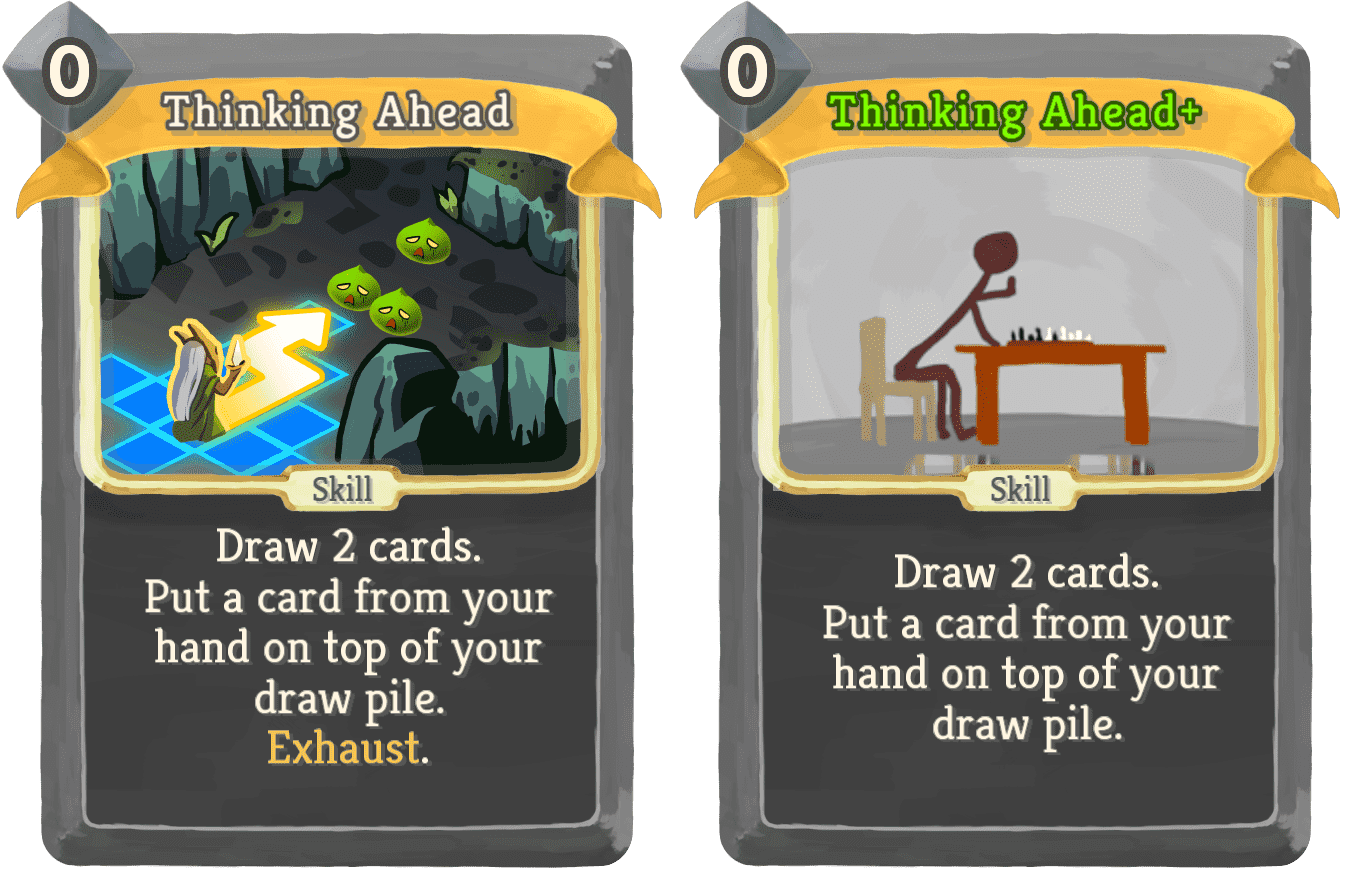 0
Thinking Ahead
Skill
Draw 2 cards.
Put a card from your
hand on top of your
draw pile.
Exhaust.
0
Thinking Ahead+
Skill
Draw 2 cards.
Put a card from your
hand on top of your
draw pile.